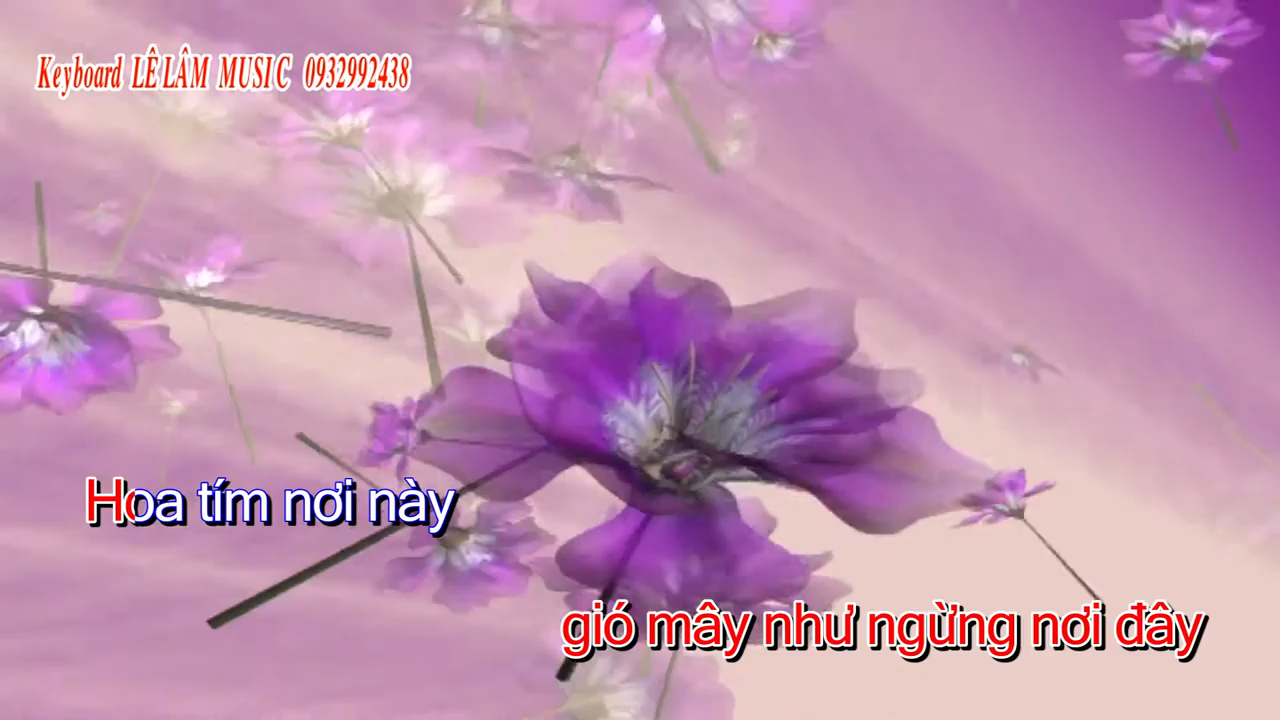 Keyboard LÊ LÂM MUSIC 0932992438
Hoa tím nơi này
gió mây như ngừng nơi đây